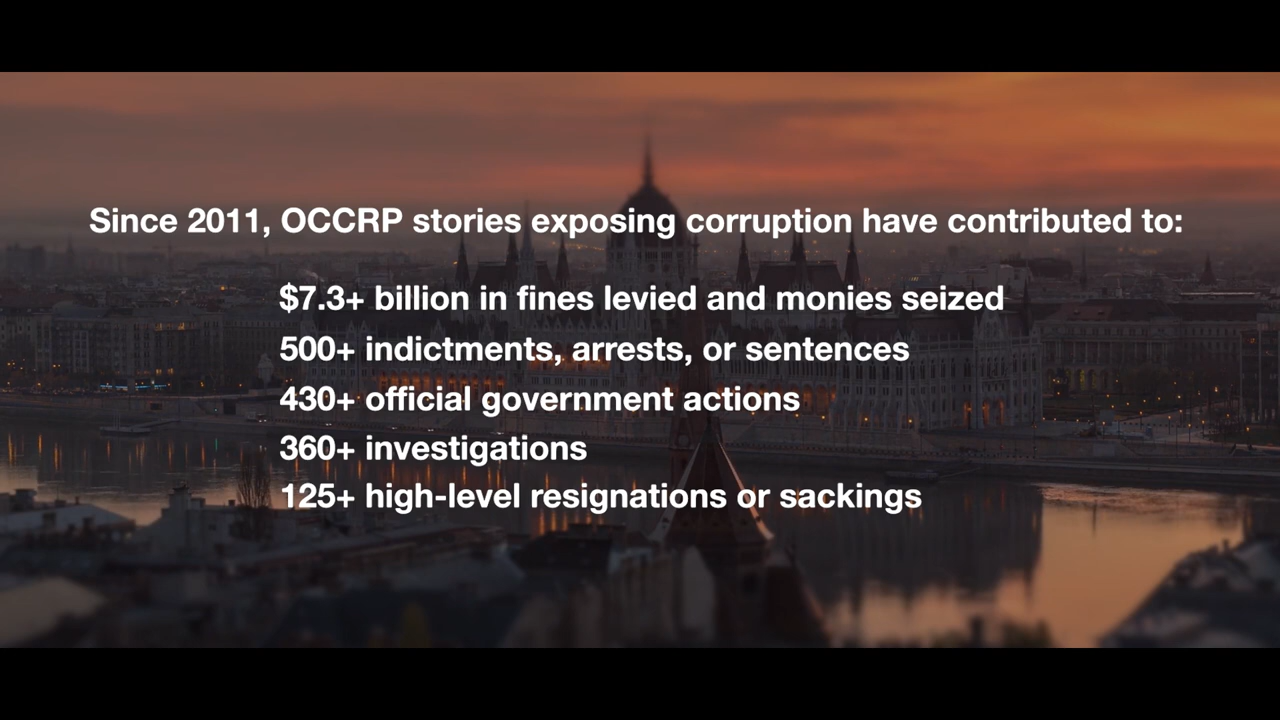 Since 2011, OCCRP stories exposing corruption have contributed to:
$7.3+ billion in fines levied and monies seized
500+ indictments, arrests, or sentences
430+ official government actions
360+ investigations
125+ high-level resignations or sackings